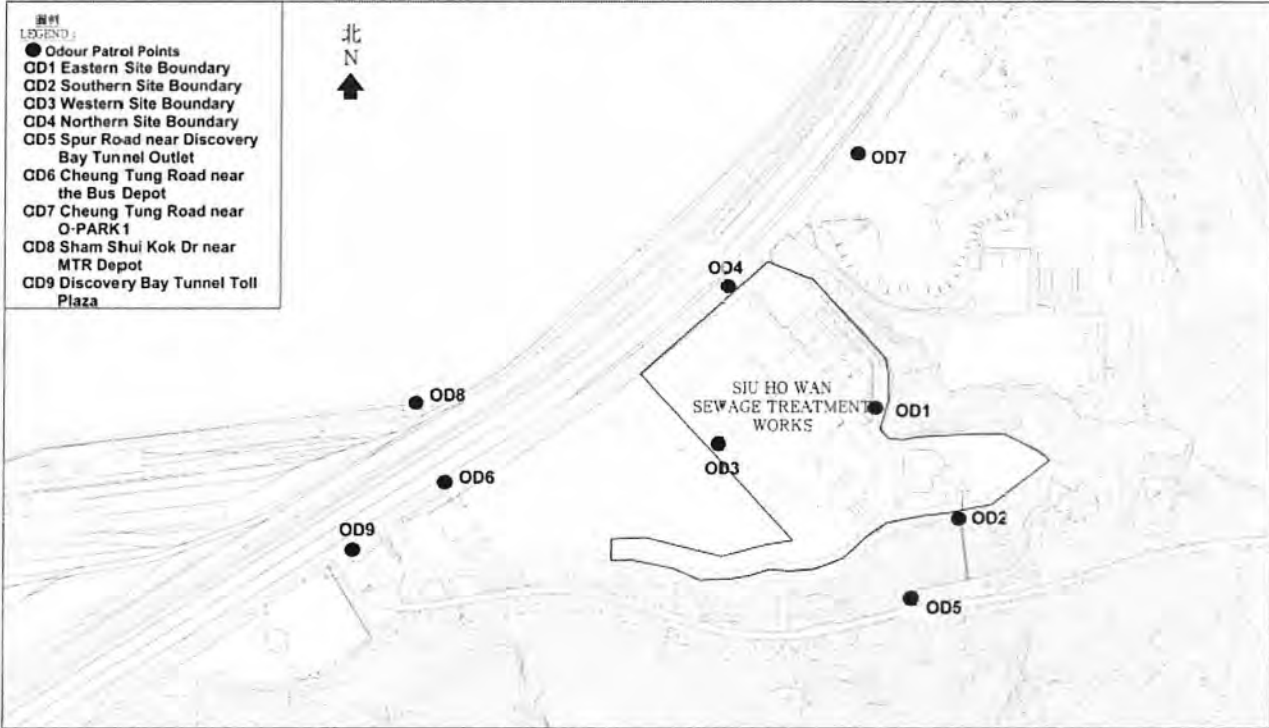 圖例
LEGEND:
Odour Patrol Points
OD1 Eastern Site Boundary
OD2 Southern Site Boundary
OD3 Western Site Boundary
OD4 Northern Site Boundary
OD5 Spur Road near Discovery
Bay Tunnel Outlet
OD6 Cheung Tung Road near
the Bus Depot
OD7 Cheung Tung Road near
O-PARK1
OD8 Sham Shui Kok Dr near
MTR Depot
OD9 Discovery Bay Tunnel Toll
Plaza
北
N
OD7
OD4
OD8
SIU HO WAN
SEWAGE TREATMENT
WORKS
OD1
OD3
OD6
OD2
OD9
OD5